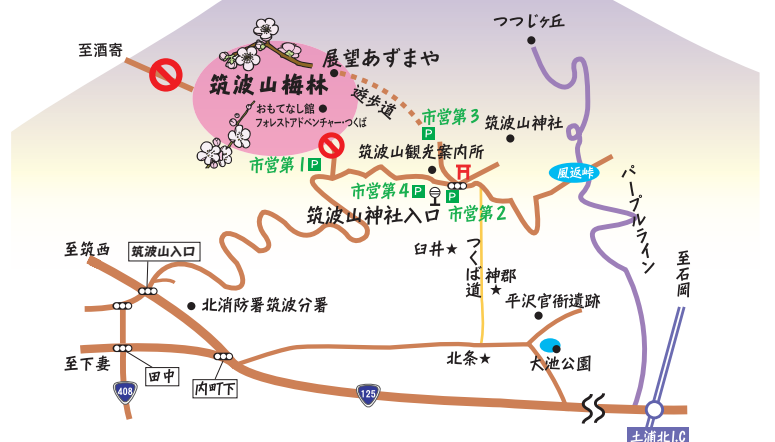 つつじヶ丘
至酒寄
展望あずまや
筑波山梅林
遊歩道
おもてなし館
フォレストアドベンチャー・つくば
市営第3
P
筑波山神社
市営第1 P
筑波山観光案内所
風返峠
市営第4 P
P
筑波山神社入口
市営第2
パープルライン
至筑西
筑波山入口
臼井★
つくば道
神郡
★
至石岡
北消防署筑波分署
平沢官衙遺跡
至下妻
田中
内町下
北条★
大池公園
408
125
土浦北I.C